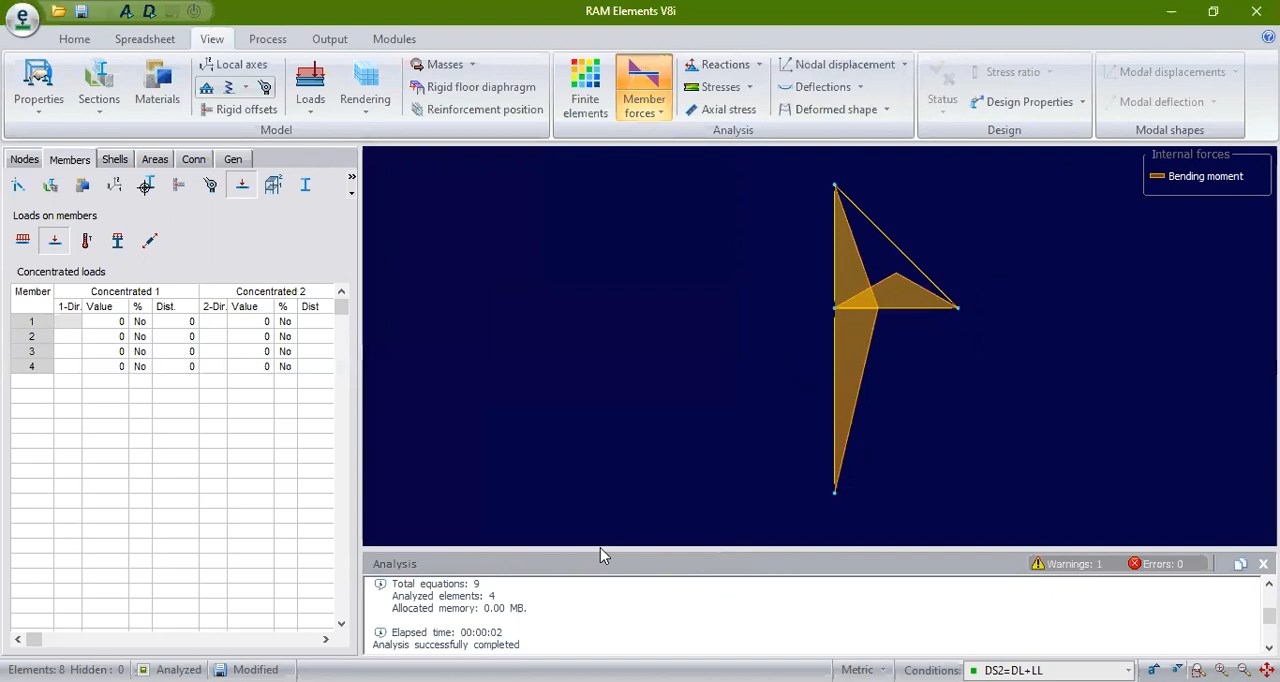 RAM Elements V8i
Home Spreadsheet View Process Output Modules
Properties Sections Materials Local axes Rigid offsets Loads Rendering Masses Rigid floor diaphragm Reinforcement position
Model
Finite elements Member forces Reactions Stresses Axial stress Nodal displacement Deflections Deformed shape
Analysis
Status Stress ratio Design Properties
Design
Modal displacements Modal deflection
Modal shapes
Nodes Members Shells Areas Conn Gen
Loads on members
Concentrated loads
Member Concentrated 1 Concentrated 2
1-Dir. Value % Dist. 2-Dir. Value % Dist
1 0 No 0 0 No
2 0 No 0 0 No
3 0 No 0 0 No
4 0 No 0 0 No
Internal forces
Bending moment
Analysis Warnings: 1 Errors: 0
Total equations: 9
Analyzed elements: 4
Allocated memory: 0.00 MB.
Elapsed time: 00:00:02
Analysis successfully completed
Elements: 8 Hidden : 0 Analyzed Modified Metric Conditions: DS2=DL+LL